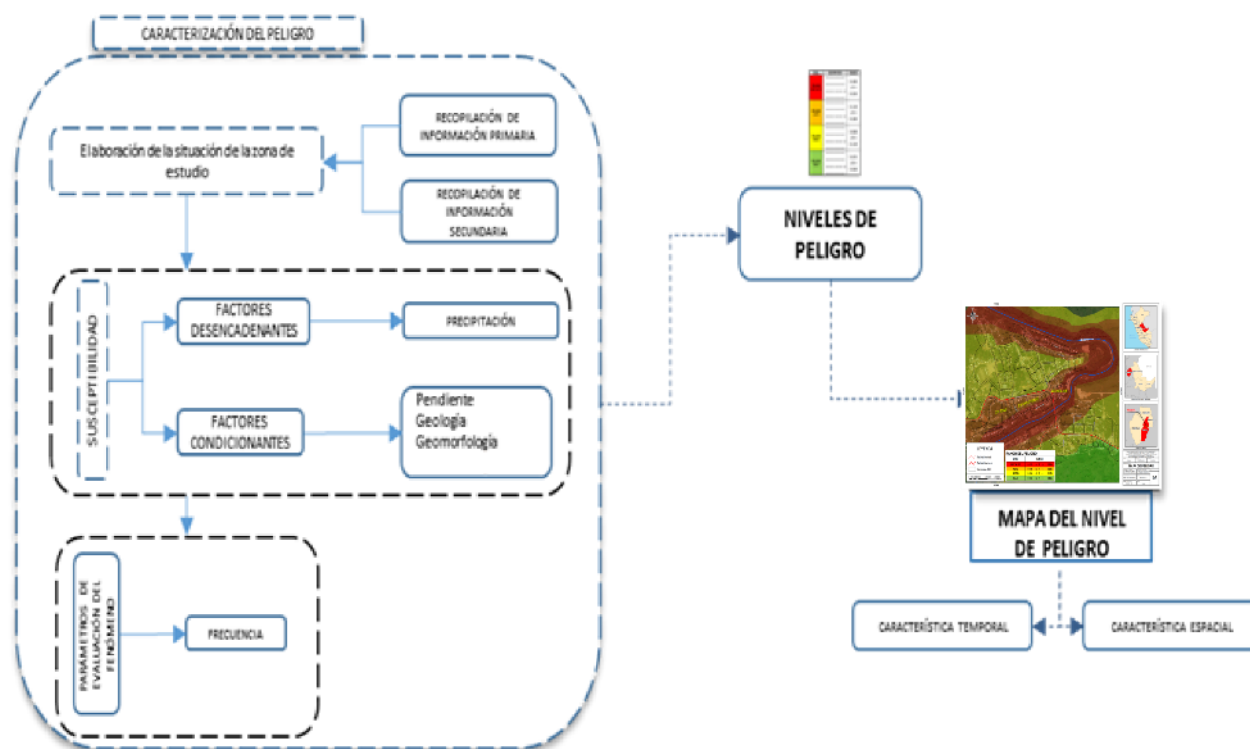 CARACTERIZACIÓN DEL PELIGRO
RECOPILACIÓN DE
INFORMACIÓN PRIMARIA
Elaboración de la situación de la zona de
estudio
RECOPILACIÓN DE
INFORMACIÓN
SECUNDARIA
SUSCEPTIBILIDAD
FACTORES
DESENCADENANTES
PRECIPITACIÓN
FACTORES
CONDICIONANTES
Pendiente
Geología
Geomorfología
PARÁMETROS DE
EVALUACIÓN DEL
FENÓMENO
FRECUENCIA
NIVELES DE
PELIGRO
MAPA DEL NIVEL
DE PELIGRO
CARACTERÍSTICA TEMPORAL
CARACTERÍSTICA ESPACIAL